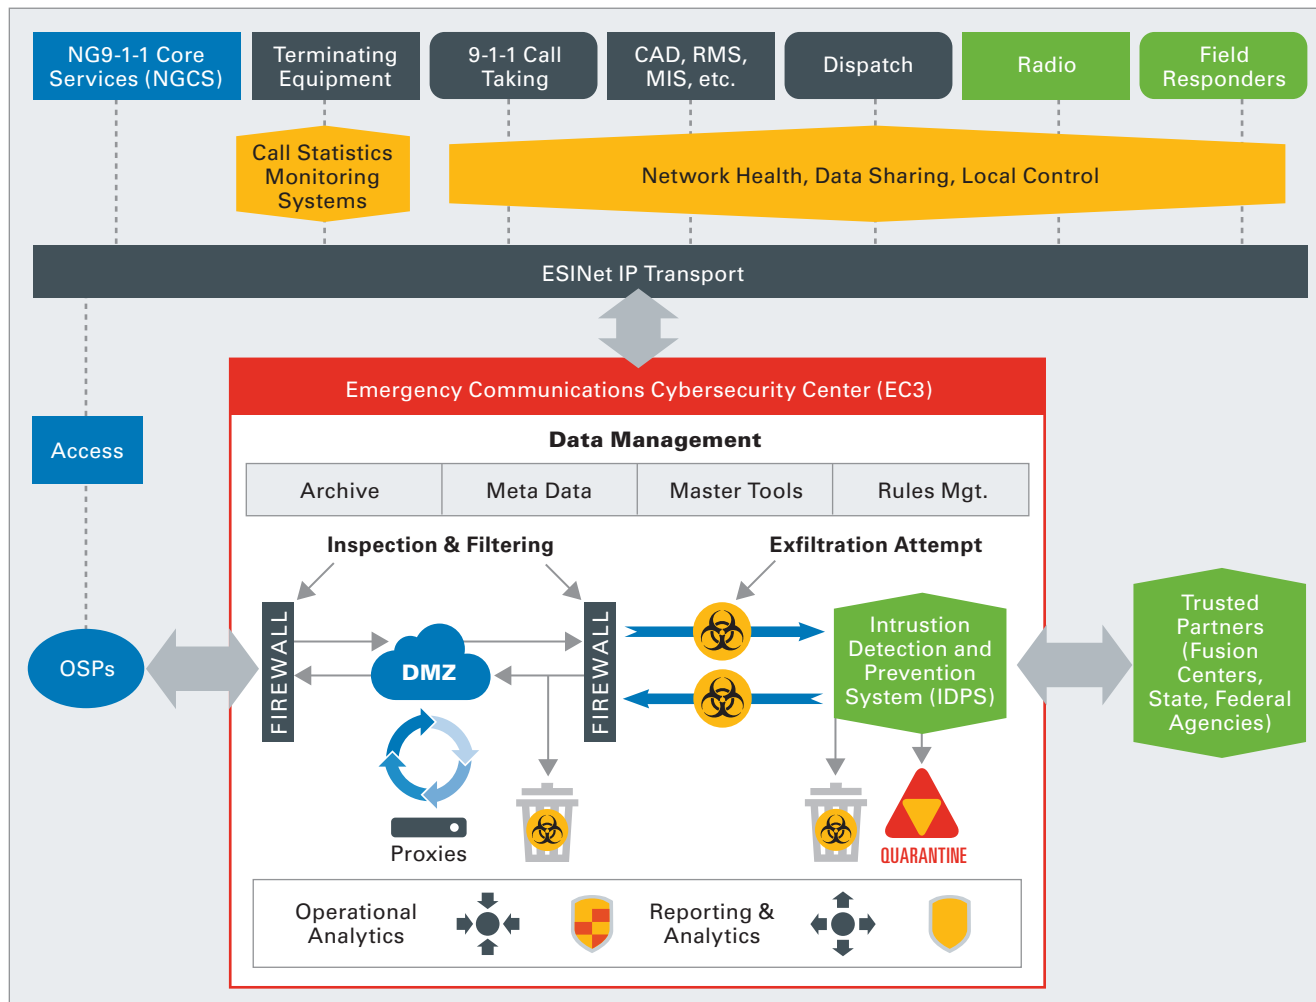 NG9-1-1 Core
Services (NGCS)
Terminating
Equipment
9-1-1 Call
Taking
CAD, RMS,
MIS, etc.
Dispatch
Radio
Field
Responders
Call Statistics
Monitoring
Systems
Network Health, Data Sharing, Local Control
ESINet IP Transport
Emergency Communications Cybersecurity Center (EC3)
Access
Data Management
Archive
Meta Data
Master Tools
Rules Mgt.
Inspection & Filtering
Exfiltration Attempt
OSPs
FIREWALL
DMZ
FIREWALL
Intrustion
Detection and
Prevention
System (IDPS)
Trusted
Partners
(Fusion
Centers,
State, Federal
Agencies)
Proxies
QUARANTINE
Operational
Analytics
Reporting &
Analytics